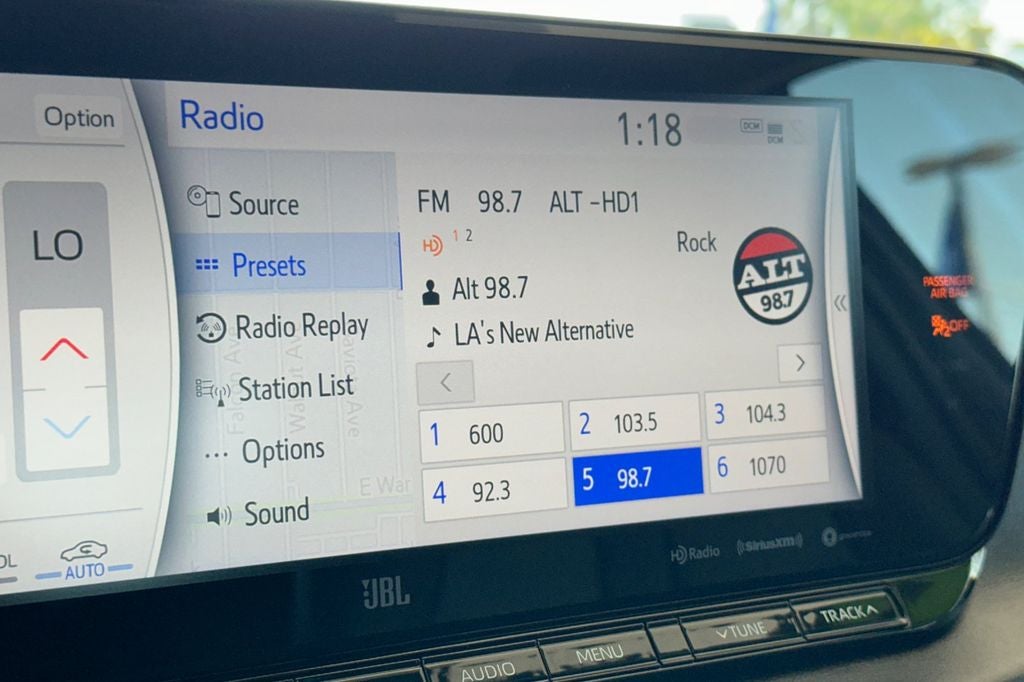 Option
LO
AUTO
Radio
1:18
DCM
DCM
Source
Presets
Radio Replay
Station List
... Options
Sound
E War
FM 98.7 ALT -HD1
HD 1 2
Rock
ALT
98.7
Alt 98.7
LA's New Alternative
1 600
2 103.5
3 104.3
4 92.3
5 98.7
6 1070
PASSENGER
AIR BAG
OFF
HD Radio
SiriusXM
JBL
AUDIO
MENU
TUNE
TRACK